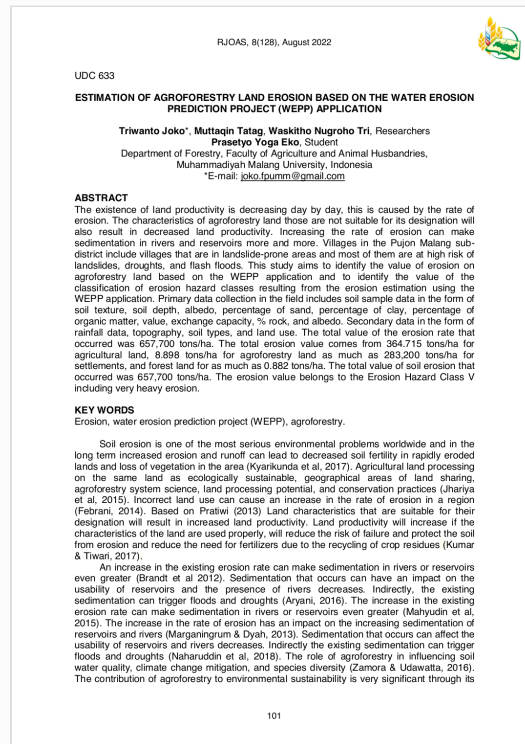 RJOAS, 8(128), August 2022
UDC 633
ESTIMATION OF AGROFORESTRY LAND EROSION BASED ON THE WATER EROSION
PREDICTION PROJECT (WEPP) APPLICATION
Triwanto Joko*, Muttaqin Tatag, Waskitho Nugroho Tri, Researchers
Prasetyo Yoga Eko, Student
Department of Forestry, Faculty of Agriculture and Animal Husbandries,
Muhammadiyah Malang University, Indonesia
*E-mail: joko.fpumm@gmail.com
ABSTRACT
The existence of land productivity is decreasing day by day, this is caused by the rate of
erosion. The characteristics of agroforestry land those are not suitable for its designation will
also result in decreased land productivity. Increasing the rate of erosion can make
sedimentation in rivers and reservoirs more and more. Villages in the Pujon Malang sub-
district include villages that are in landslide-prone areas and most of them are at high risk of
landslides, droughts, and flash floods. This study aims to identify the value of erosion on
agroforestry land based on the WEPP application and to identify the value of the
classification of erosion hazard classes resulting from the erosion estimation using the
WEPP application. Primary data collection in the field includes soil sample data in the form of
soil texture, soil depth, albedo, percentage of sand, percentage of clay, percentage of
organic matter, value, exchange capacity, % rock, and albedo. Secondary data in the form of
rainfall data, topography, soil types, and land use. The total value of the erosion rate that
occurred was 657,700 tons/ha. The total erosion value comes from 364.715 tons/ha for
agricultural land, 8.898 tons/ha for agroforestry land as much as 283,200 tons/ha for
settlements, and forest land for as much as 0.882 tons/ha. The total value of soil erosion that
occurred was 657,700 tons/ha. The erosion value belongs to the Erosion Hazard Class V
including very heavy erosion.
KEY WORDS
Erosion, water erosion prediction project (WEPP), agroforestry.
Soil erosion is one of the most serious environmental problems worldwide and in the
long term increased erosion and runoff can lead to decreased soil fertility in rapidly eroded
lands and loss of vegetation in the area (Kyarikunda et al, 2017). Agricultural land processing
on the same land as ecologically sustainable, geographical areas of land sharing,
agroforestry system science, land processing potential, and conservation practices (Jhariya
et al, 2015). Incorrect land use can cause an increase in the rate of erosion in a region
(Febrani, 2014). Based on Pratiwi (2013) Land characteristics that are suitable for their
designation will result in increased land productivity. Land productivity will increase if the
characteristics of the land are used properly, will reduce the risk of failure and protect the soil
from erosion and reduce the need for fertilizers due to the recycling of crop residues (Kumar
& Tiwari, 2017).
An increase in the existing erosion rate can make sedimentation in rivers or reservoirs
even greater (Brandt et al 2012). Sedimentation that occurs can have an impact on the
usability of reservoirs and the presence of rivers decreases. Indirectly, the existing
sedimentation can trigger floods and droughts (Aryani, 2016). The increase in the existing
erosion rate can make sedimentation in rivers or reservoirs even greater (Mahyudin et al,
2015). The increase in the rate of erosion has an impact on the increasing sedimentation of
reservoirs and rivers (Marganingrum & Dyah, 2013). Sedimentation that occurs can affect the
usability of reservoirs and rivers decreases. Indirectly the existing sedimentation can trigger
floods and droughts (Naharuddin et al, 2018). The role of agroforestry in influencing soil
water quality, climate change mitigation, and species diversity (Zamora & Udawatta, 2016).
The contribution of agroforestry to environmental sustainability is very significant through its
101